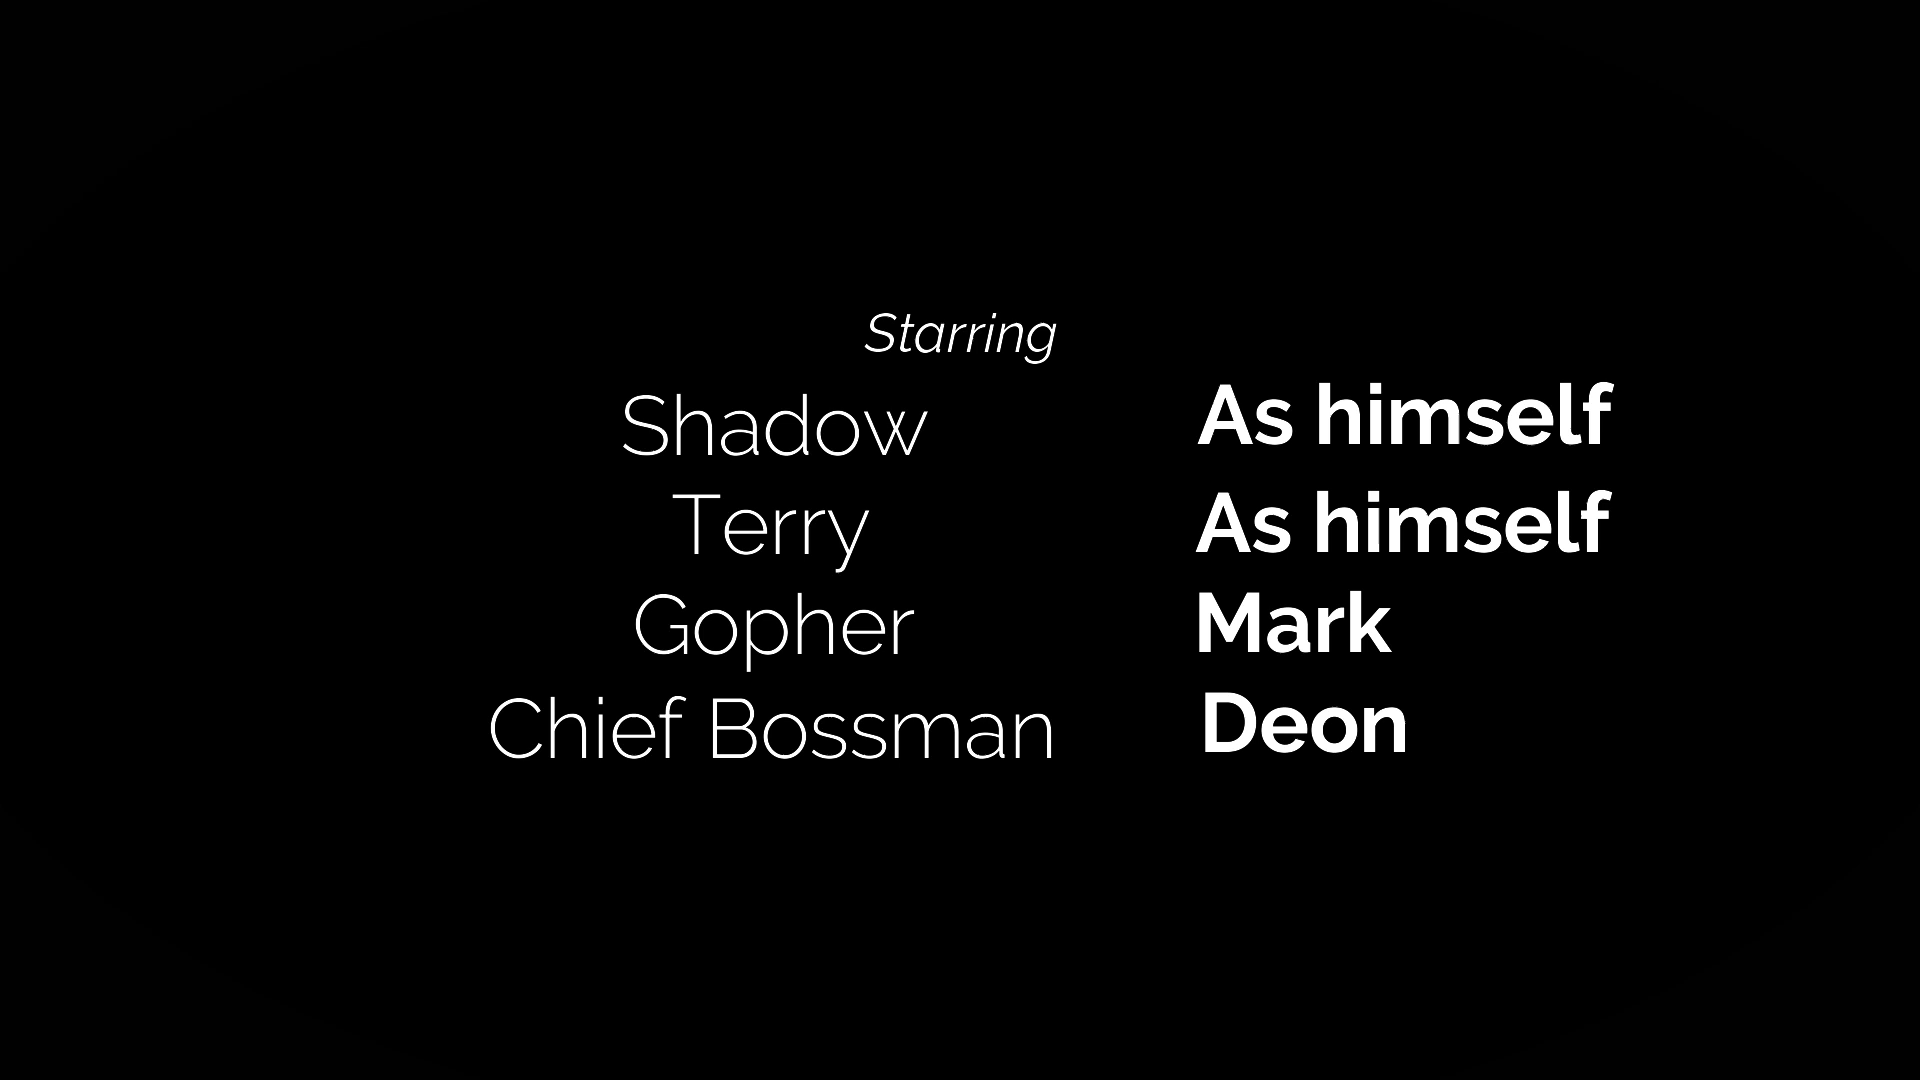 Starring
Shadow As himself
Terry As himself
Gopher Mark
Chief Bossman Deon